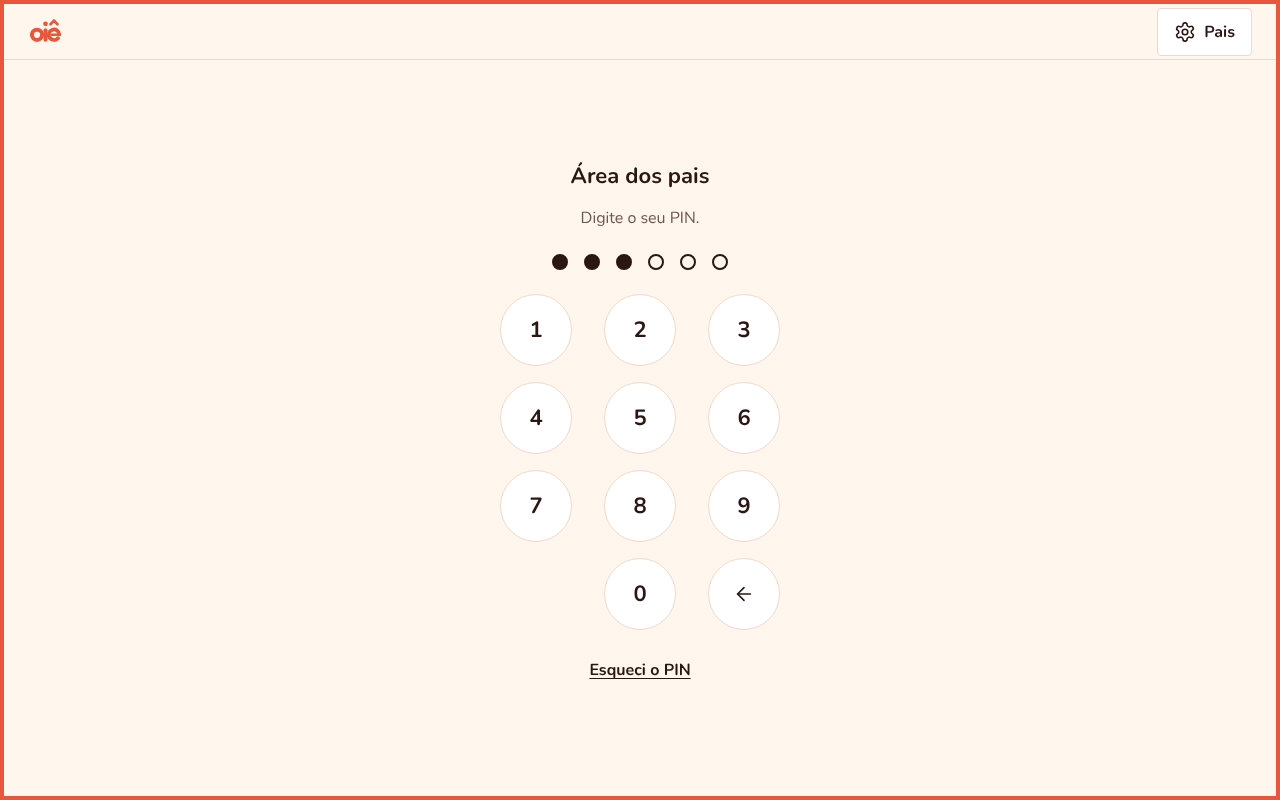 oiê
Pais
Área dos pais
Digite o seu PIN.
1 2 3
4 5 6
7 8 9
0
Esqueci o PIN